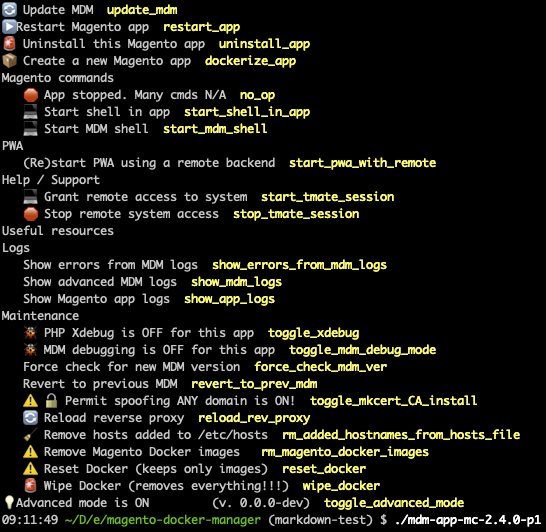 Update MDM update_mdm
Restart Magento app restart_app
Uninstall this Magento app uninstall_app
Create a new Magento app dockerize_app
Magento commands
App stopped. Many cmds N/A no_op
Start shell in app start_shell_in_app
Start MDM shell start_mdm_shell
PWA
(Re)start PWA using a remote backend start_pwa_with_remote
Help / Support
Grant remote access to system start_tmate_session
Stop remote system access stop_tmate_session
Useful resources
Logs
Show errors from MDM logs show_errors_from_mdm_logs
Show advanced MDM logs show_mdm_logs
Show Magento app logs show_app_logs
Maintenance
PHP Xdebug is OFF for this app toggle_xdebug
MDM debugging is OFF for this app toggle_mdm_debug_mode
Force check for new MDM version force_check_mdm_ver
Revert to previous MDM revert_to_prev_mdm
Permit spoofing ANY domain is ON! toggle_mkcert_CA_install
Reload reverse proxy reload_rev_proxy
Remove hosts added to /etc/hosts rm_added_hostnames_from_hosts_file
Remove Magento Docker images rm_magento_docker_images
Reset Docker (keeps only images) reset_docker
Wipe Docker (removes everything!!!) wipe_docker
Advanced mode is ON (v. 0.0.0-dev) toggle_advanced_mode
09:11:49 ~/D/e/magento-docker-manager (markdown-test) $ ./mdm-app-mc-2.4.0-p1